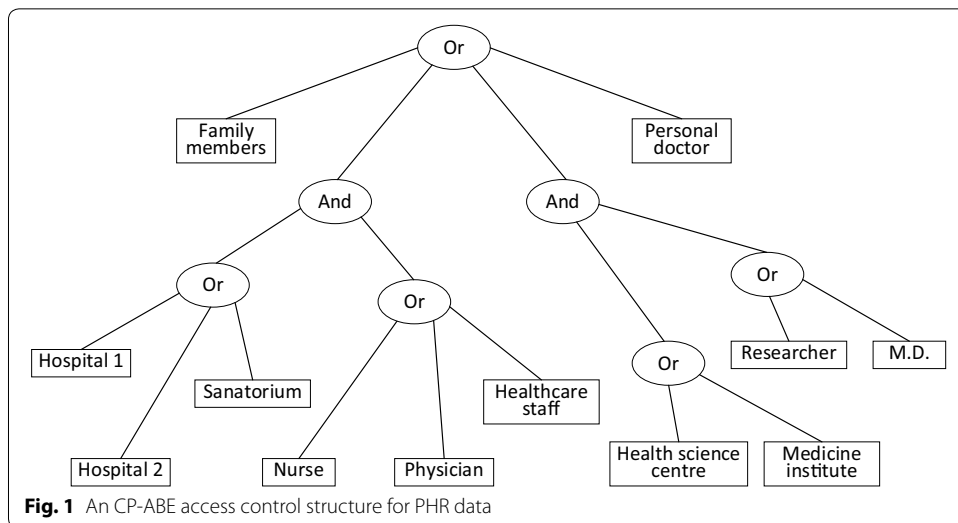 Or
Family
members
Personal
doctor
And
And
Or
Or
Or
Hospital 1
Sanatorium
Healthcare
staff
Or
Researcher
M.D.
Hospital 2
Nurse
Physician
Health science
centre
Medicine
institute
Fig. 1 An CP-ABE access control structure for PHR data